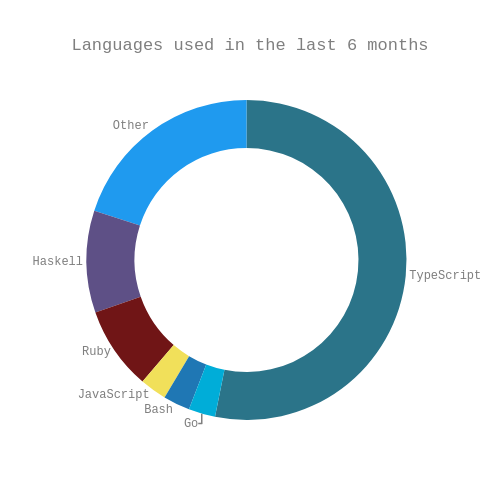 Languages used in the last 6 months
Other
TypeScript
Haskell
Ruby
JavaScript
Bash
Go